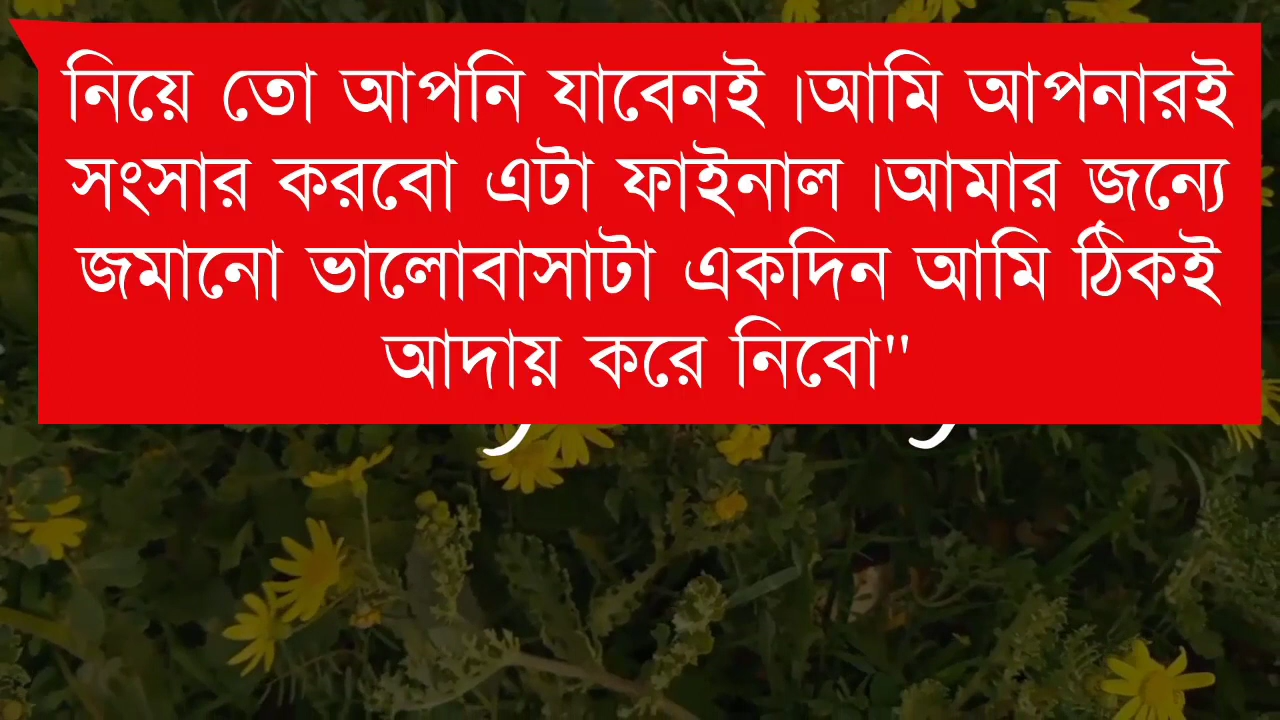 নিয়ে তো আপনি যাবেনই ।আমি আপনারই
সংসার করবো এটা ফাইনাল ।আমার জন্যে
জমানো ভালোবাসাটা একদিন আমি ঠিকই
আদায় করে নিবো"